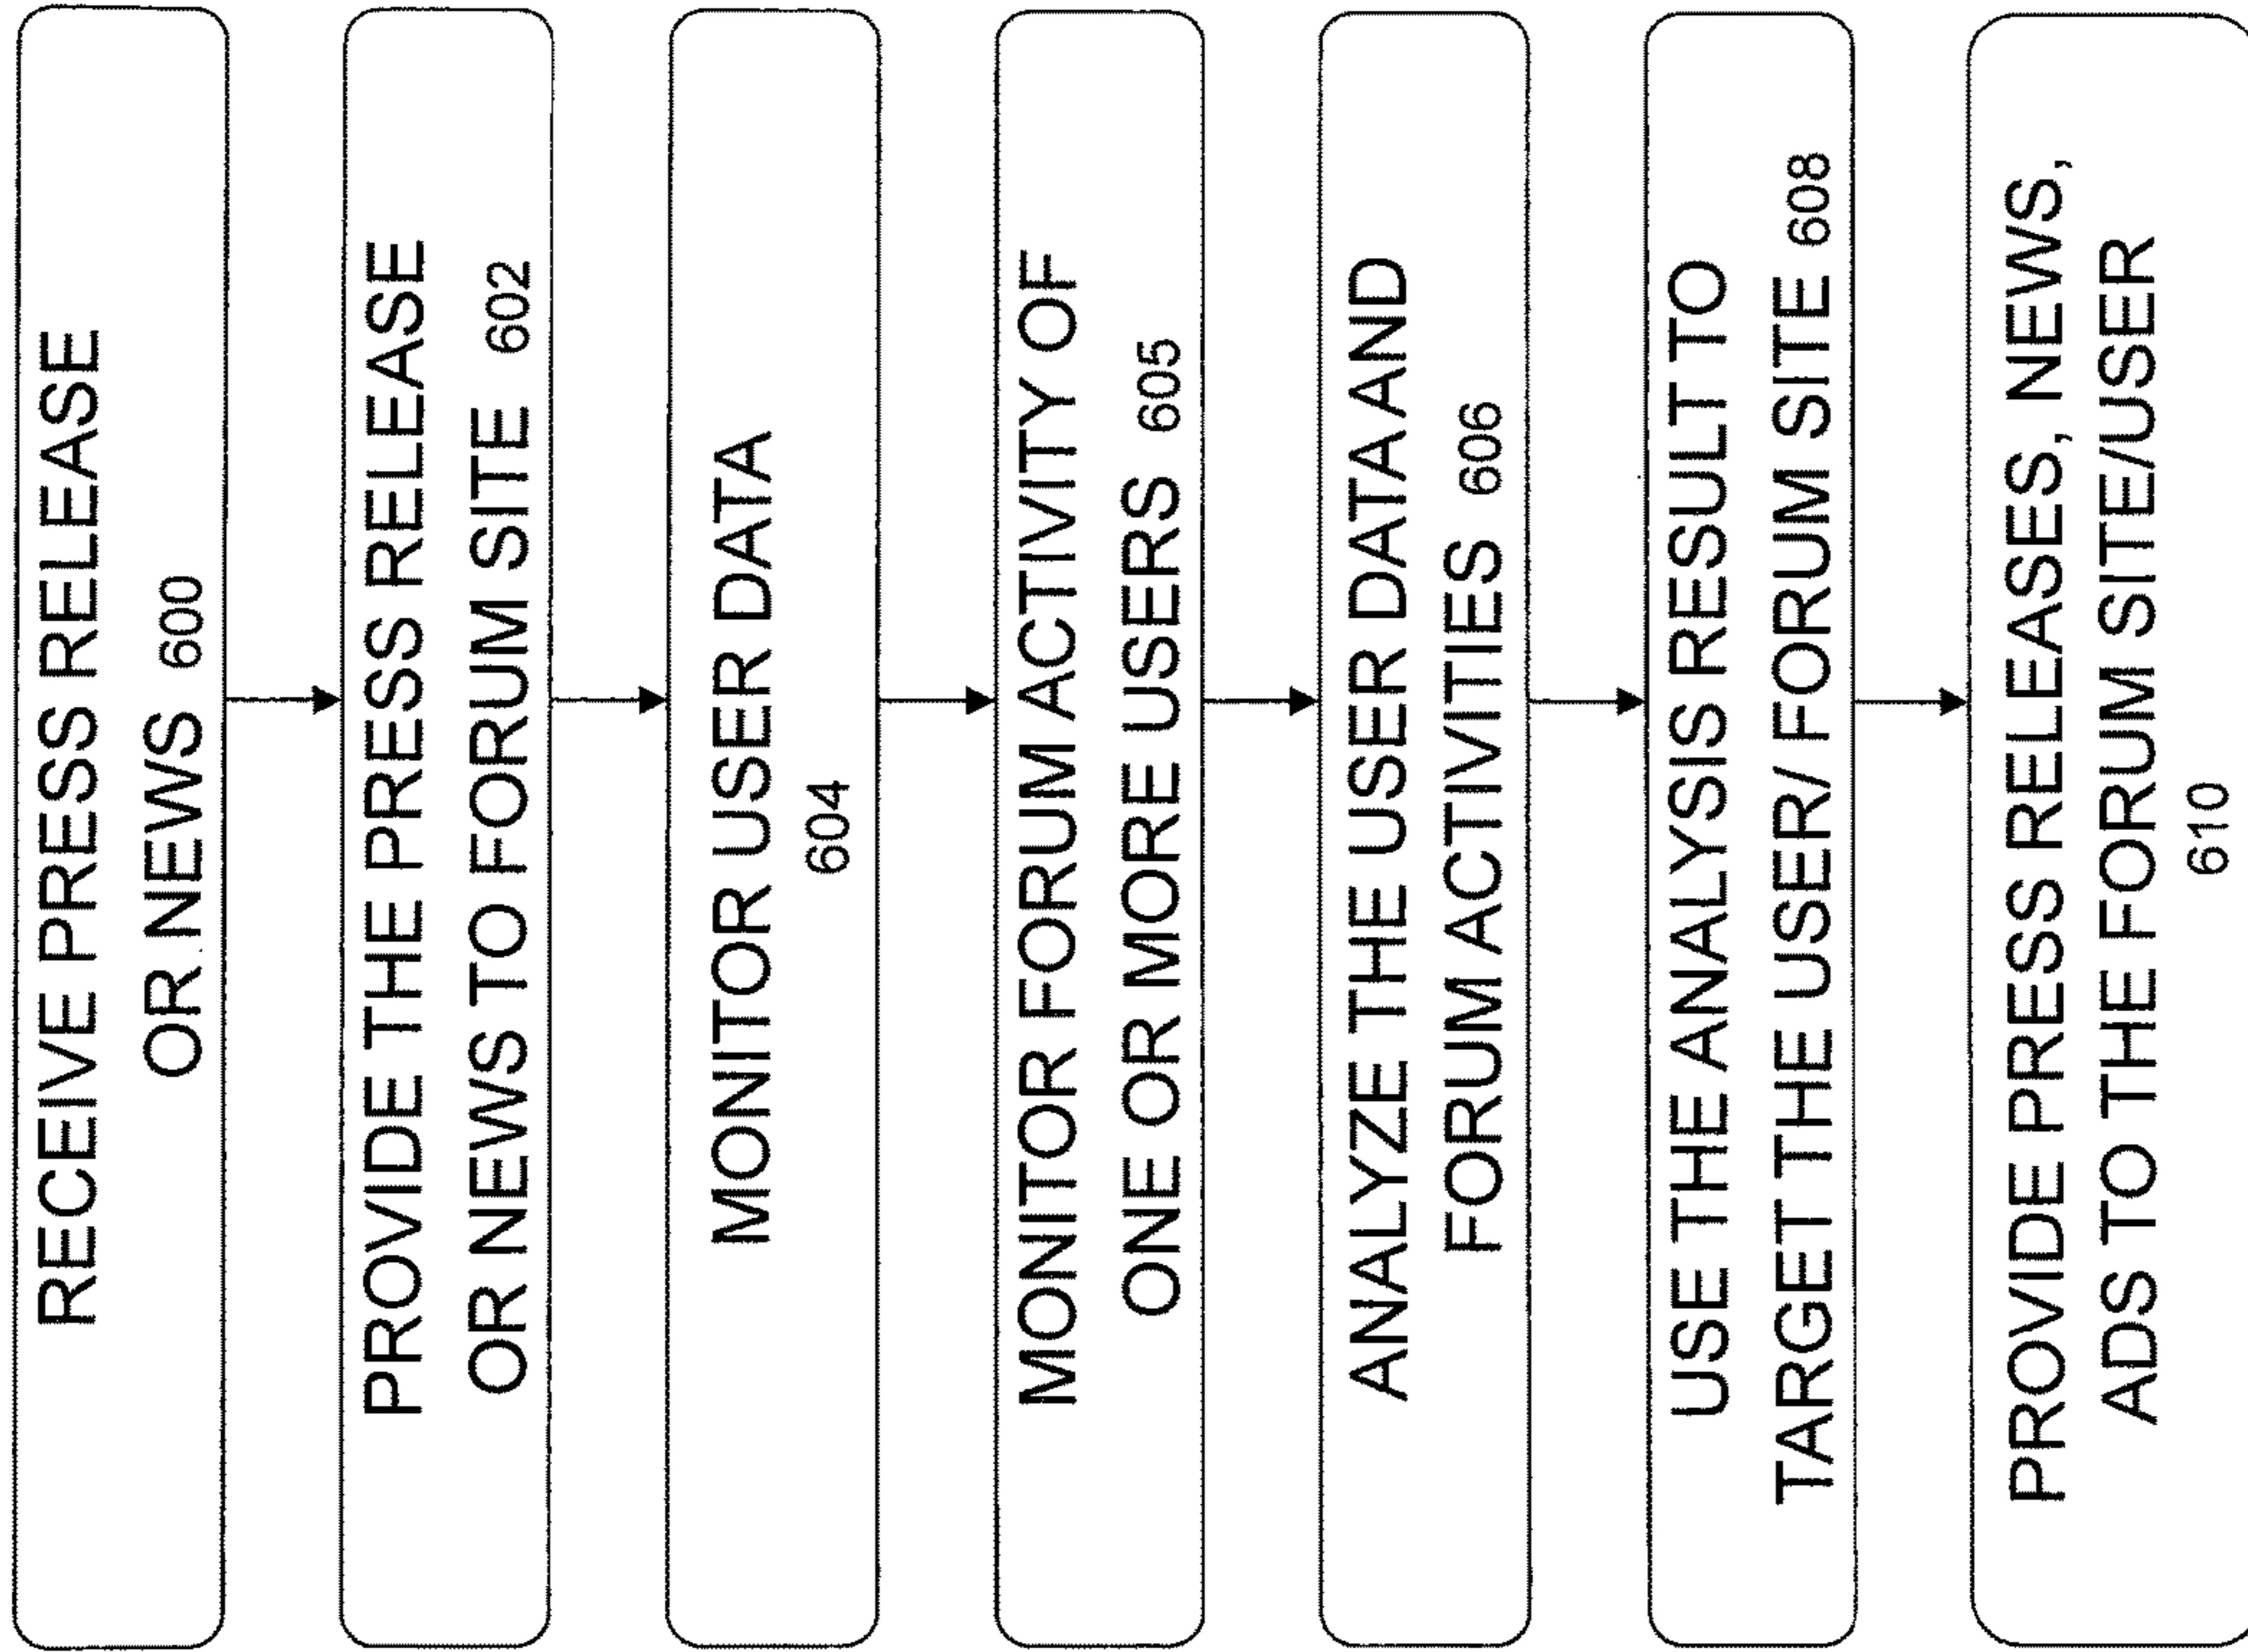 RECEIVE PRESS RELEASE
OR NEWS 600
PROVIDE THE PRESS RELEASE
OR NEWS TO FORUM SITE 602
MONITOR USER DATA
604
MONITOR FORUM ACTIVITY OF
ONE OR MORE USERS 605
ANALYZE THE USER DATA AND
FORUM ACTIVITIES 606
USE THE ANALYSIS RESULT TO
TARGET THE USER/ FORUM SITE 608
PROVIDE PRESS RELEASES, NEWS,
ADS TO THE FORUM SITE/USER
610